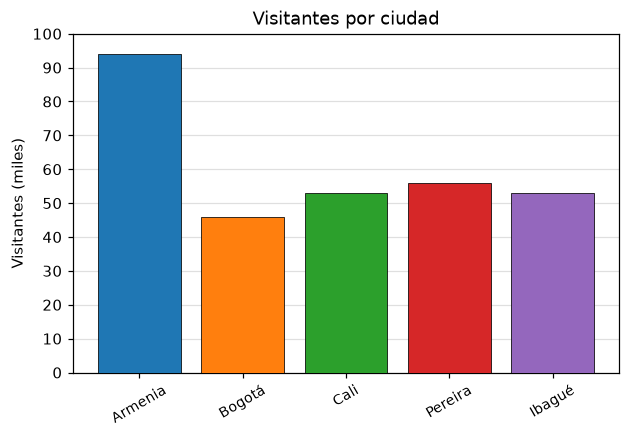 Visitantes por ciudad
Visitantes (miles)
100
90
80
70
60
50
40
30
20
10
0
Armenia
Bogotá
Cali
Pereira
Ibagué